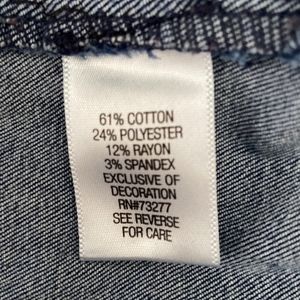 61% COTTON
24% POLYESTER
12% RAYON
3% SPANDEX
EXCLUSIVE OF
DECORATION
RN#73277
SEE REVERSE
FOR CARE